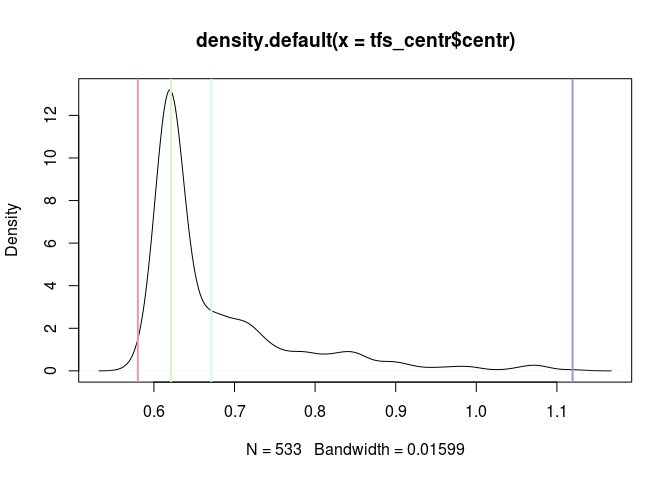 density.default(x = tfs_centr$centr)
Density
12
10
8
6
4
2
0
0.6 0.7 0.8 0.9 1.0 1.1
N = 533 Bandwidth = 0.01599